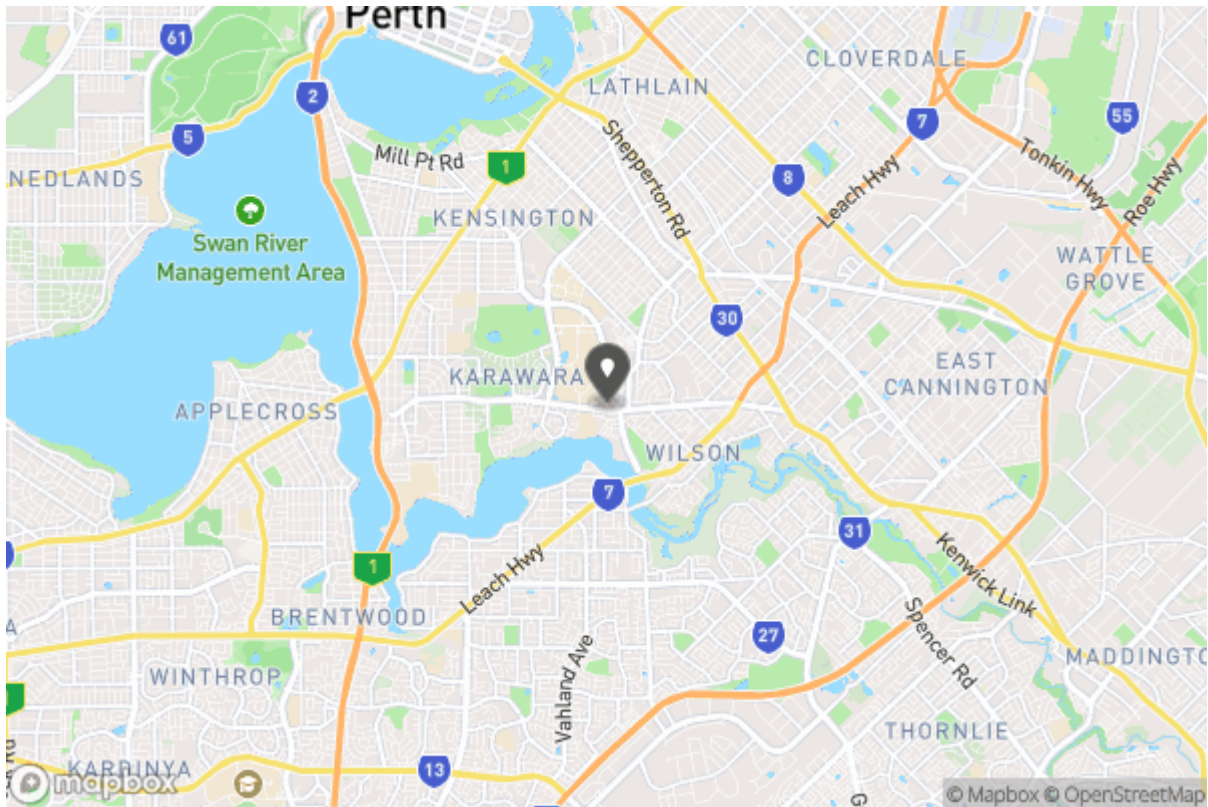 Perth
61
CLOVERDALE
2
LATHLAIN
7
55
5
Mill Pt Rd
1
Shepperton Rd
Tonkin Hwy
NEDLANDS
8
Leach Hwy
Roe Hwy
KENSINGTON
Swan River
Management Area
WATTLE
GROVE
30
EAST
CANNINGTON
KARAWARA
APPLECROSS
WILSON
7
31
1
Leach Hwy
Kenwick Link
BRENTWOOD
27
Spencer Rd
WINTHROP
Vahland Ave
MADDINGTO
THORNLIE
KARDINYA
13
mapbox
© Mapbox © OpenStreetMap